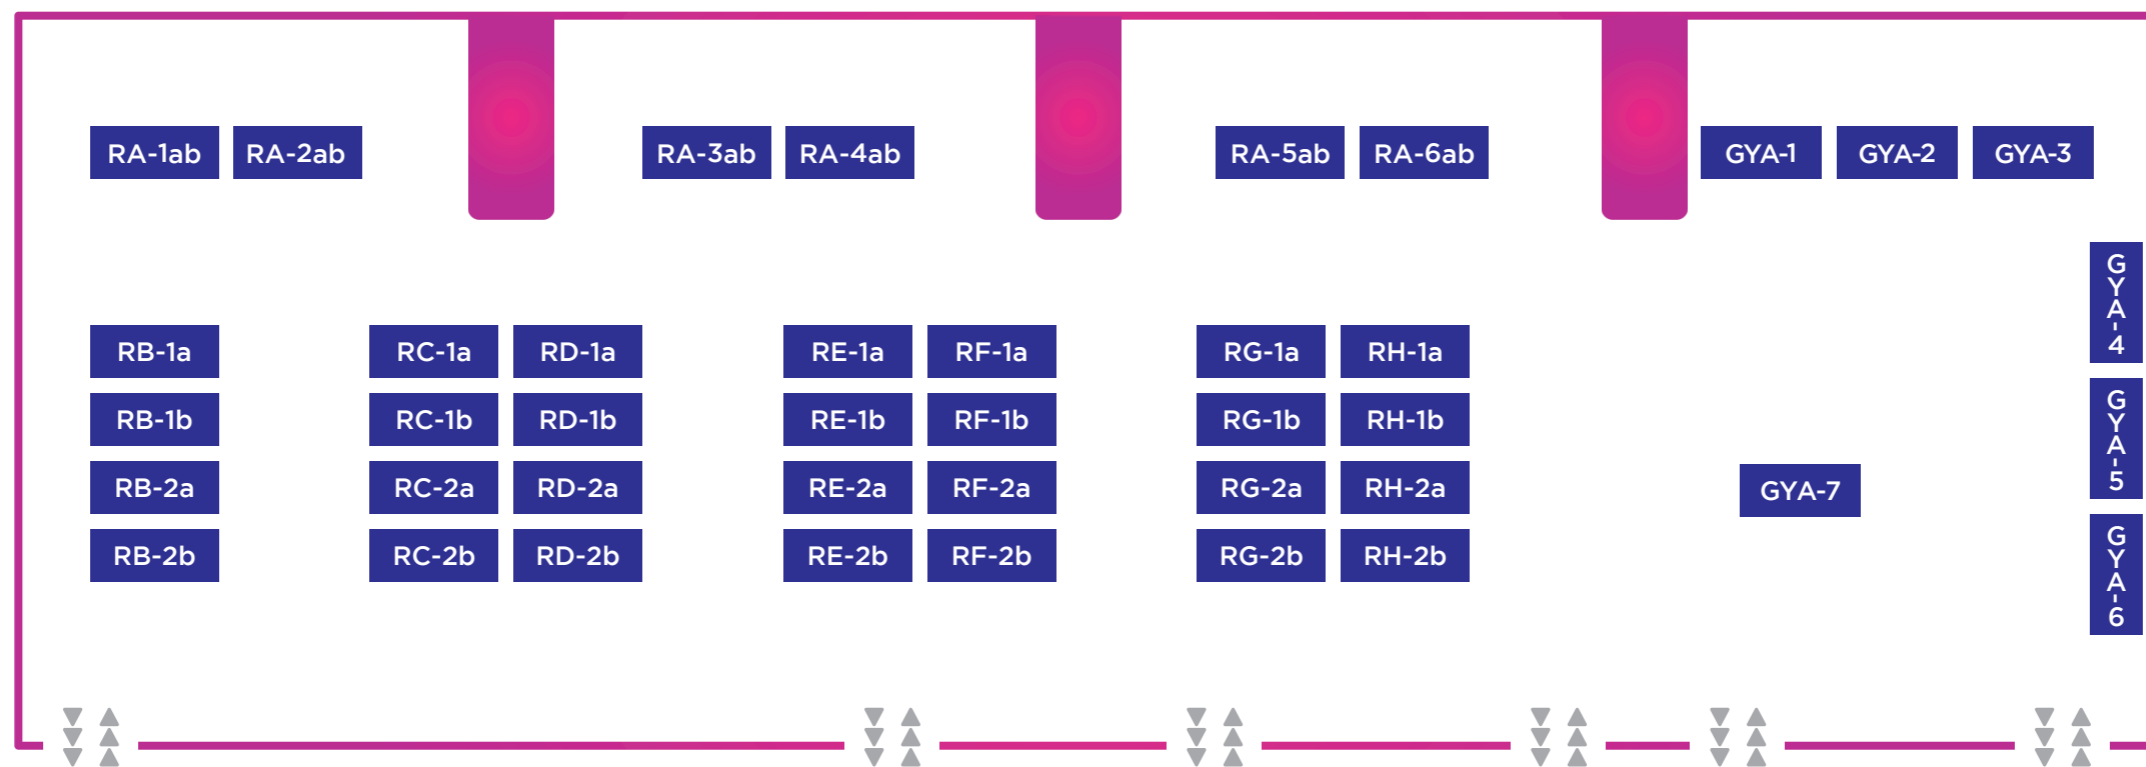 RA-1ab RA-2ab RA-3ab RA-4ab RA-5ab RA-6ab GYA-1 GYA-2 GYA-3
GYA-4
RB-1a RC-1a RD-1a RE-1a RF-1a RG-1a RH-1a
RB-1b RC-1b RD-1b RE-1b RF-1b RG-1b RH-1b
GYA-5
RB-2a RC-2a RD-2a RE-2a RF-2a RG-2a RH-2a GYA-7
RB-2b RC-2b RD-2b RE-2b RF-2b RG-2b RH-2b
GYA-6